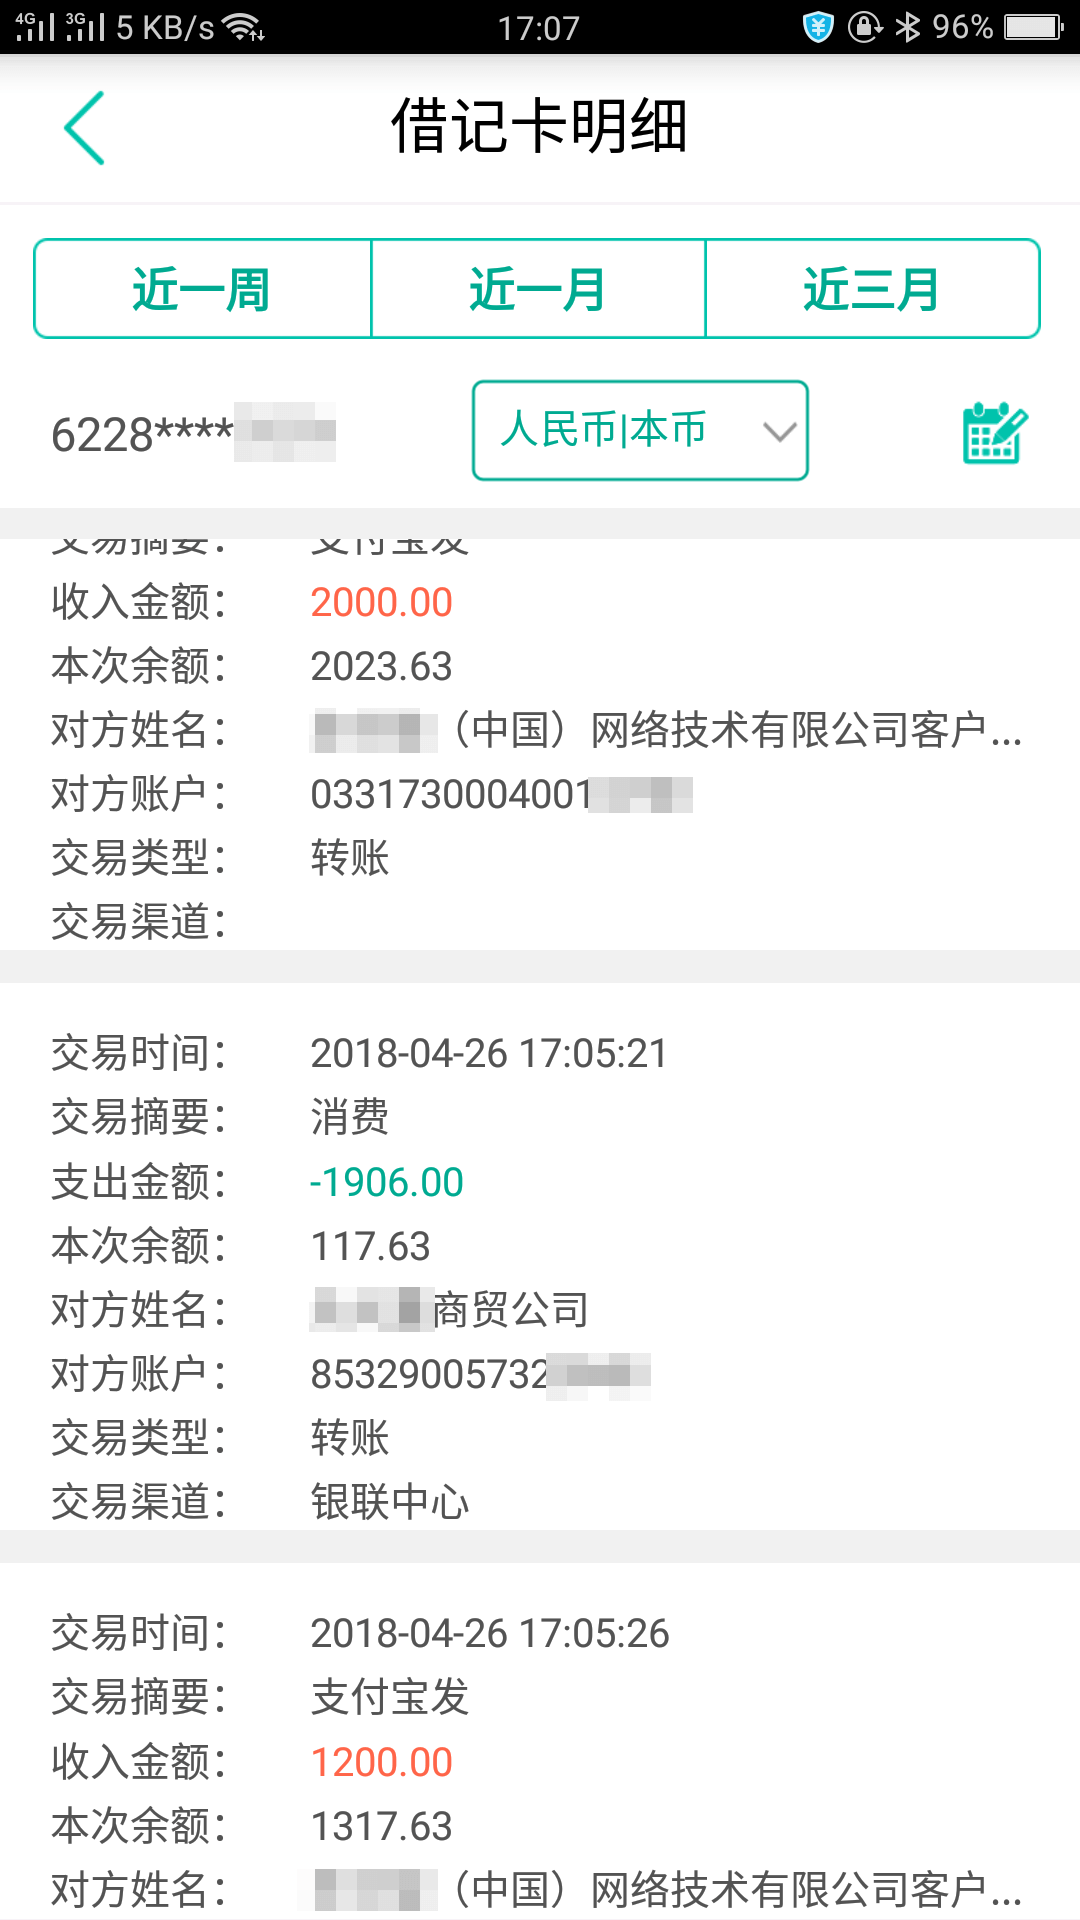 4G 3G 5 KB/s 17:07 96%
借记卡明细
近一周 近一月 近三月
6228**** 人民币|本币
交易摘要： 支付宝发
收入金额： 2000.00
本次余额： 2023.63
对方姓名： （中国）网络技术有限公司客户...
对方账户： 0331730004001
交易类型： 转账
交易渠道：
交易时间： 2018-04-26 17:05:21
交易摘要： 消费
支出金额： -1906.00
本次余额： 117.63
对方姓名： 商贸公司
对方账户： 85329005732
交易类型： 转账
交易渠道： 银联中心
交易时间： 2018-04-26 17:05:26
交易摘要： 支付宝发
收入金额： 1200.00
本次余额： 1317.63
对方姓名： （中国）网络技术有限公司客户...